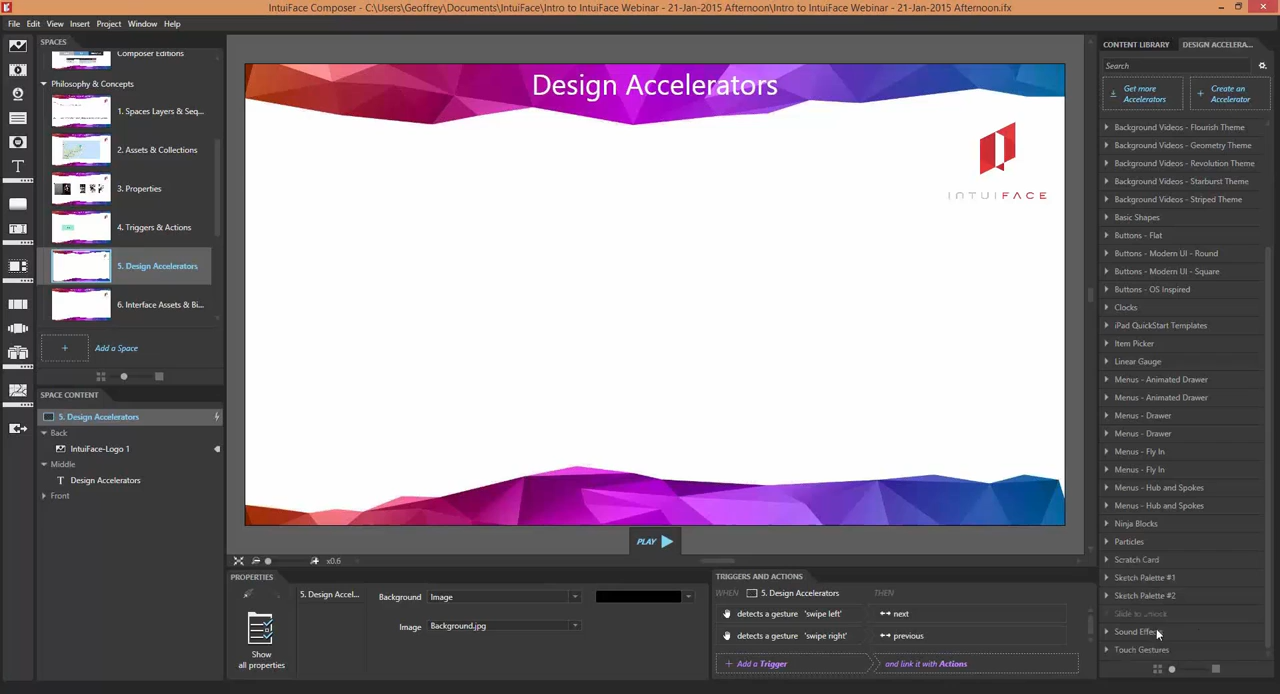 IntuiFace Composer - C:\Users\Geoffrey\Documents\IntuiFace\Intro to IntuiFace Webinar - 21-Jan-2015 Afternoon\Intro to IntuiFace Webinar - 21-Jan-2015 Afternoon.ifx
File Edit View Insert Project Window Help
SPACES
Composer Editions
Philosophy & Concepts
1. Spaces Layers & Seq...
2. Assets & Collections
3. Properties
4. Triggers & Actions
5. Design Accelerators
6. Interface Assets & Bi...
+ Add a Space
SPACE CONTENT
5. Design Accelerators
Back
IntuiFace-Logo 1
Middle
T Design Accelerators
Front
Design Accelerators
INTUIFACE
PLAY
x0.6
PROPERTIES
Show
all properties
5. Design Accel...
Background Image
Image Background.jpg
TRIGGERS AND ACTIONS
WHEN 5. Design Accelerators THEN
detects a gesture 'swipe left' next
detects a gesture 'swipe right' previous
+ Add a Trigger and link it with Actions
CONTENT LIBRARY DESIGN ACCELERA...
Search
Get more
Accelerators
+ Create an
Accelerator
Background Videos - Flourish Theme
Background Videos - Geometry Theme
Background Videos - Revolution Theme
Background Videos - Starburst Theme
Background Videos - Striped Theme
Basic Shapes
Buttons - Flat
Buttons - Modern UI - Round
Buttons - Modern UI - Square
Buttons - OS Inspired
Clocks
iPad QuickStart Templates
Item Picker
Linear Gauge
Menus - Animated Drawer
Menus - Animated Drawer
Menus - Drawer
Menus - Drawer
Menus - Fly In
Menus - Fly In
Menus - Hub and Spokes
Menus - Hub and Spokes
Ninja Blocks
Particles
Scratch Card
Sketch Palette #1
Sketch Palette #2
Slide to unlock
Sound Effects
Touch Gestures